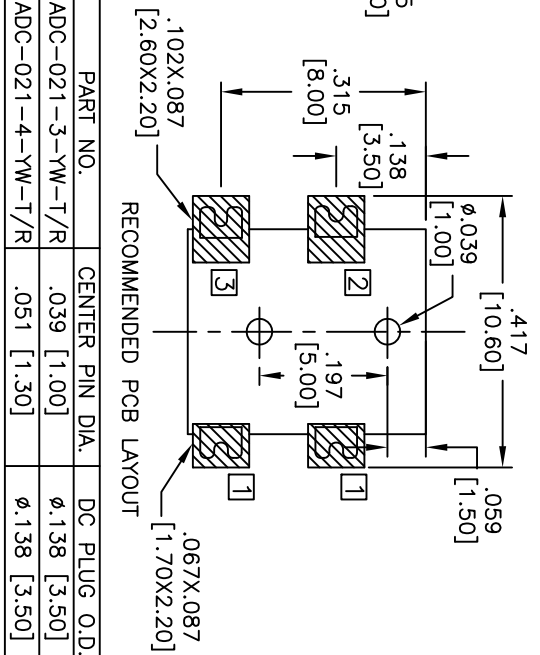 .417
[10.60]
ø.039
[1.00]
.059
[1.50]
.138
[3.50]
.315
[8.00]
.197
[5.00]
2
3
1
1
.102X.087
[2.60X2.20]
.067X.087
[1.70X2.20]
RECOMMENDED PCB LAYOUT
PART NO. CENTER PIN DIA. DC PLUG O.D.
ADC-021-3-YW-T/R .039 [1.00] ø.138 [3.50]
ADC-021-4-YW-T/R .051 [1.30] ø.138 [3.50]